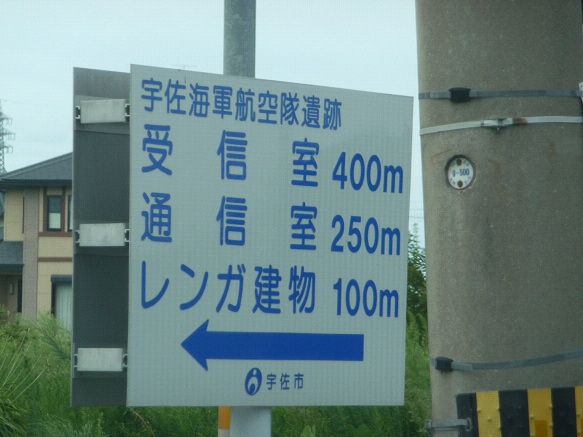 宇佐海軍航空隊遺跡
受信室 400m
通信室 250m
レンガ建物 100m
宇佐市